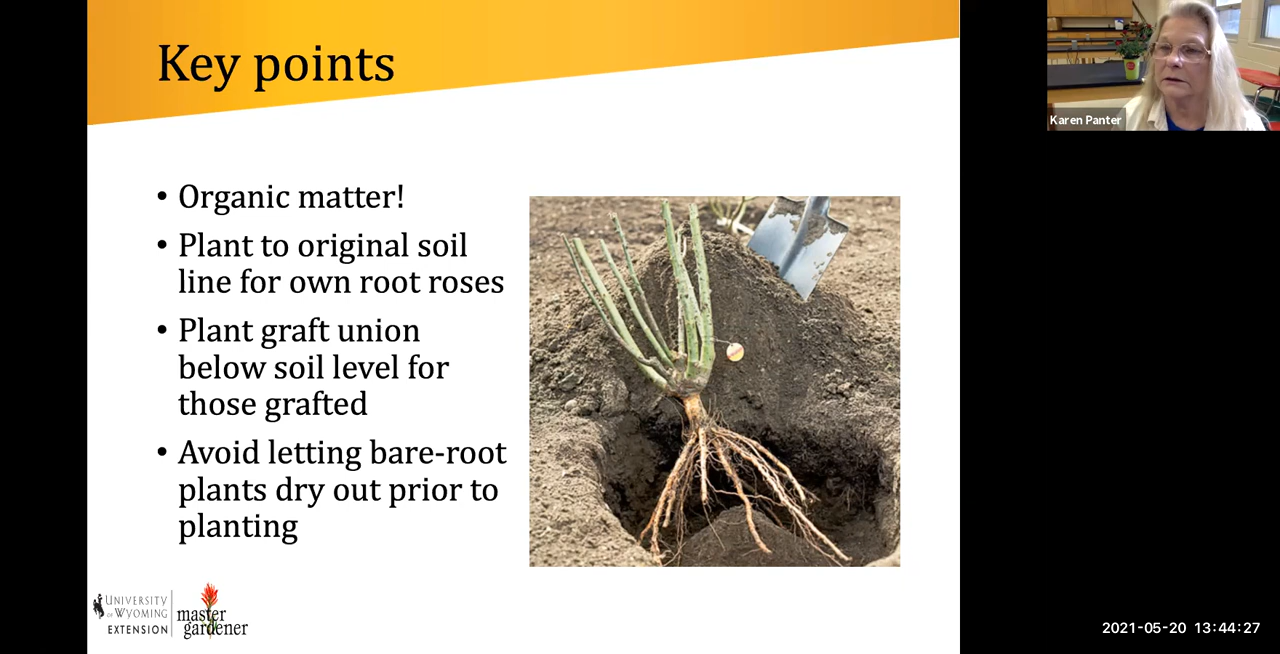 Key points
• Organic matter!
• Plant to original soil
line for own root roses
• Plant graft union
below soil level for
those grafted
• Avoid letting bare-root
plants dry out prior to
planting
UNIVERSITY
OF WYOMING
EXTENSION
master
gardener
Karen Panter
2021-05-20 13:44:27